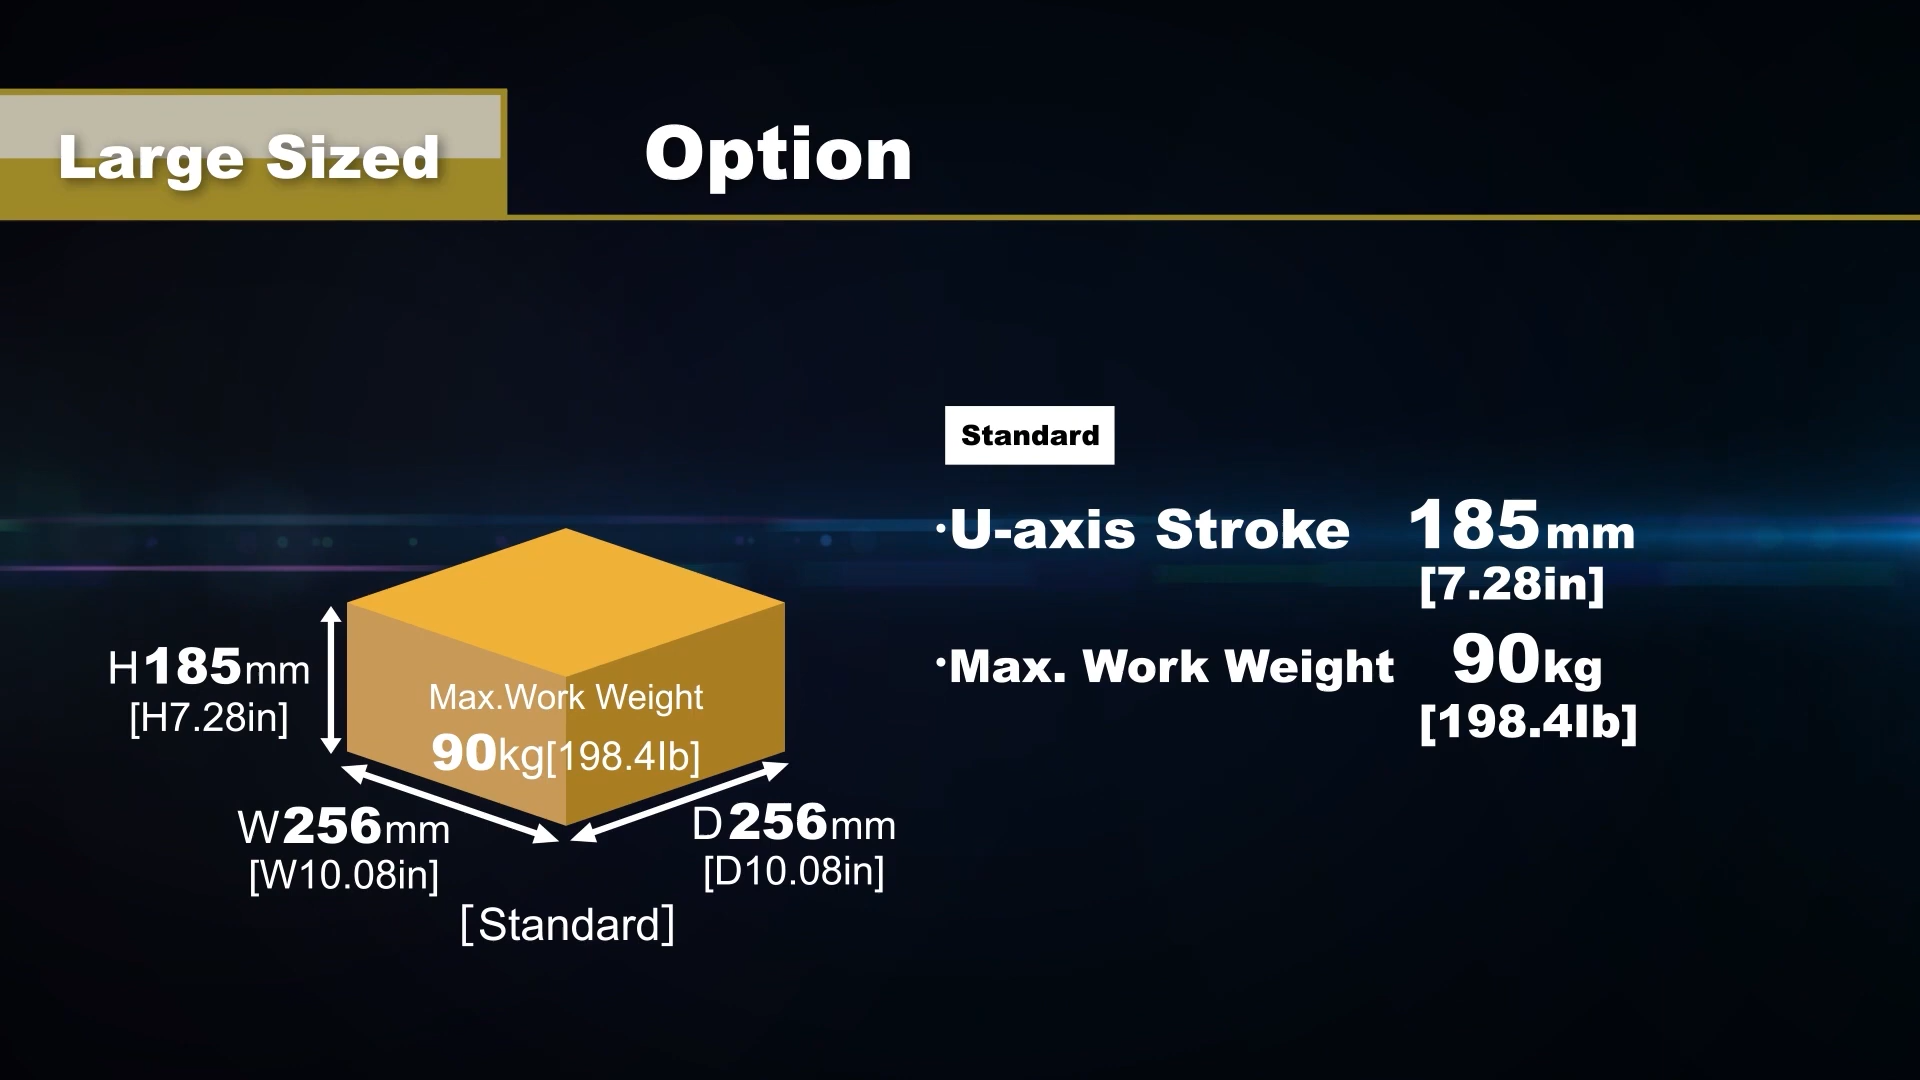 Large Sized
Option
Standard
·U-axis Stroke 185mm
[7.28in]
·Max. Work Weight 90kg
[198.4lb]
H185mm
[H7.28in]
Max.Work Weight
90kg[198.4lb]
W256mm
[W10.08in]
D256mm
[D10.08in]
[Standard]